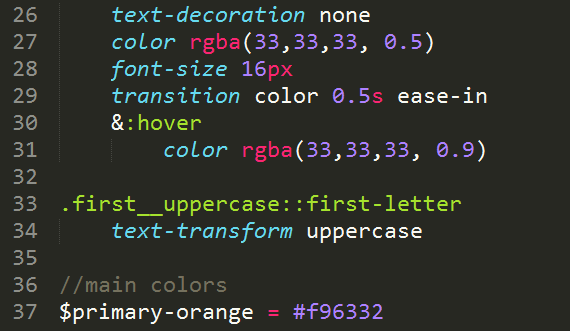 26 text-decoration none
27 color rgba(33,33,33, 0.5)
28 font-size 16px
29 transition color 0.5s ease-in
30 &:hover
31 color rgba(33,33,33, 0.9)
32
33 .first__uppercase::first-letter
34 text-transform uppercase
35
36 //main colors
37 $primary-orange = #f96332